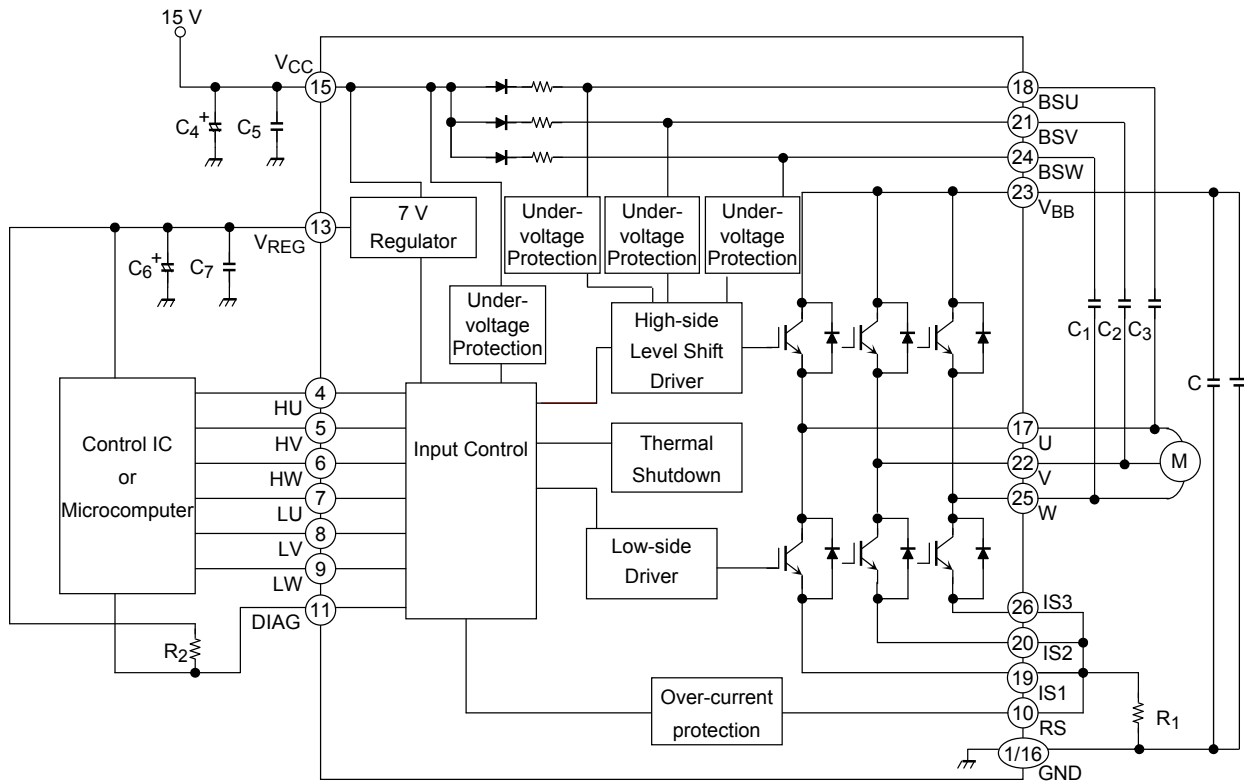 15 V
VCC
15
18
BSU
C4
+
C5
21
BSV
24
BSW
23
VBB
13
VREG
7 V
Regulator
Under-
voltage
Protection
Under-
voltage
Protection
Under-
voltage
Protection
C6
+
C7
Under-
voltage
Protection
High-side
Level Shift
Driver
C1
C2
C3
C
Control IC
or
Microcomputer
4
HU
5
HV
6
HW
7
LU
8
LV
9
LW
11
DIAG
Input Control
Thermal
Shutdown
Low-side
Driver
17
U
22
V
25
W
M
R2
26
IS3
20
IS2
19
IS1
10
RS
Over-current
protection
R1
1/16
GND